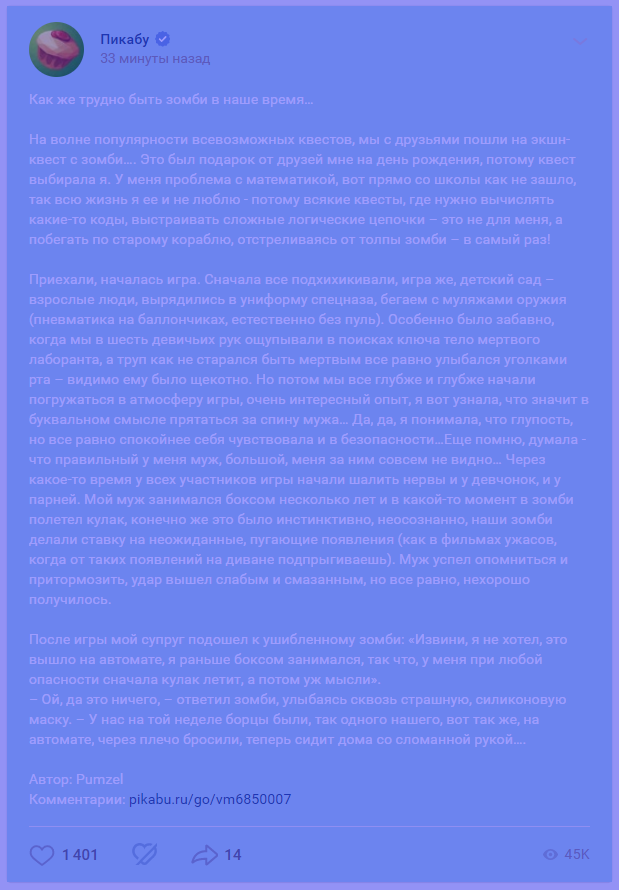 Пикабу
33 минуты назад
Как же трудно быть зомби в наше время...
На волне популярности всевозможных квестов, мы с друзьями пошли на экшн-
квест с зомби.... Это был подарок от друзей мне на день рождения, потому квест
выбирала я. У меня проблема с математикой, вот прямо со школы как не зашло,
так всю жизнь я ее и не люблю - потому всякие квесты, где нужно вычислять
какие-то коды, выстраивать сложные логические цепочки – это не для меня, а
побегать по старому кораблю, отстреливаясь от толпы зомби – в самый раз!
Приехали, началась игра. Сначала все подхихикивали, игра же, детский сад –
взрослые люди, вырядились в униформу спецназа, бегаем с муляжами оружия
(пневматика на баллончиках, естественно без пуль). Особенно было забавно,
когда мы в шесть девичьих рук ощупывали в поисках ключа тело мертвого
лаборанта, а труп как не старался быть мертвым все равно улыбался уголками
рта – видимо ему было щекотно. Но потом мы все глубже и глубже начали
погружаться в атмосферу игры, очень интересный опыт, я вот узнала, что значит в
буквальном смысле прятаться за спину мужа... Да, да, я понимала, что глупость,
но все равно спокойнее себя чувствовала и в безопасности...Еще помню, думала -
что правильный у меня муж, большой, меня за ним совсем не видно... Через
какое-то время у всех участников игры начали шалить нервы и у девчонок, и у
парней. Мой муж занимался боксом несколько лет и в какой-то момент в зомби
полетел кулак, конечно же это было инстинктивно, неосознанно, наши зомби
делали ставку на неожиданные, пугающие появления (как в фильмах ужасов,
когда от таких появлений на диване подпрыгиваешь). Муж успел опомниться и
притормозить, удар вышел слабым и смазанным, но все равно, нехорошо
получилось.
После игры мой супруг подошел к ушибленному зомби: «Извини, я не хотел, это
вышло на автомате, я раньше боксом занимался, так что, у меня при любой
опасности сначала кулак летит, а потом уж мысли».
– Ой, да это ничего, – ответил зомби, улыбаясь сквозь страшную, силиконовую
маску. – У нас на той неделе борцы были, так одного нашего, вот так же, на
автомате, через плечо бросили, теперь сидит дома со сломанной рукой....
Автор: Pumzel
Комментарии: pikabu.ru/go/vm6850007
1 401 14 45K